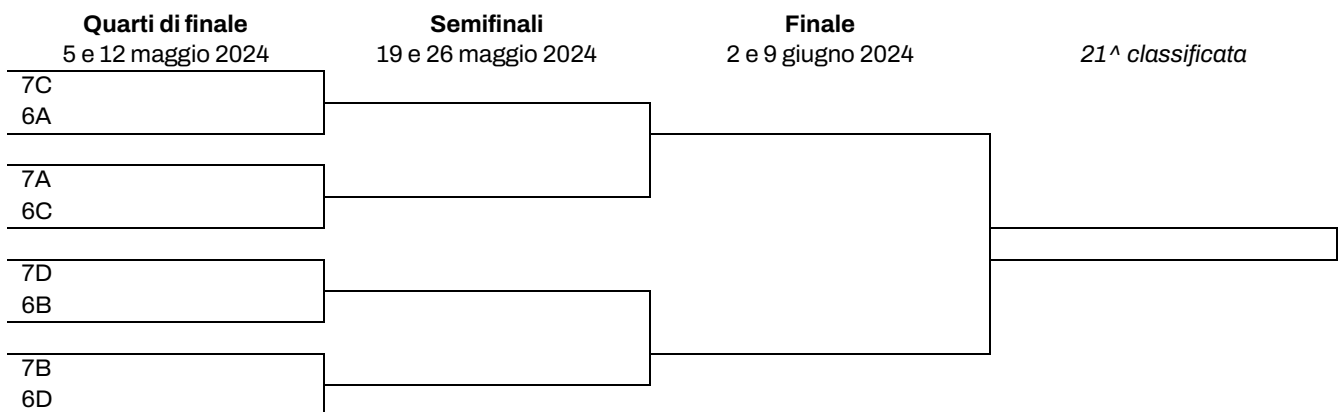 Quarti di finale Semifinali Finale
5 e 12 maggio 2024 19 e 26 maggio 2024 2 e 9 giugno 2024 21^ classificata
7C
6A
7A
6C
7D
6B
7B
6D